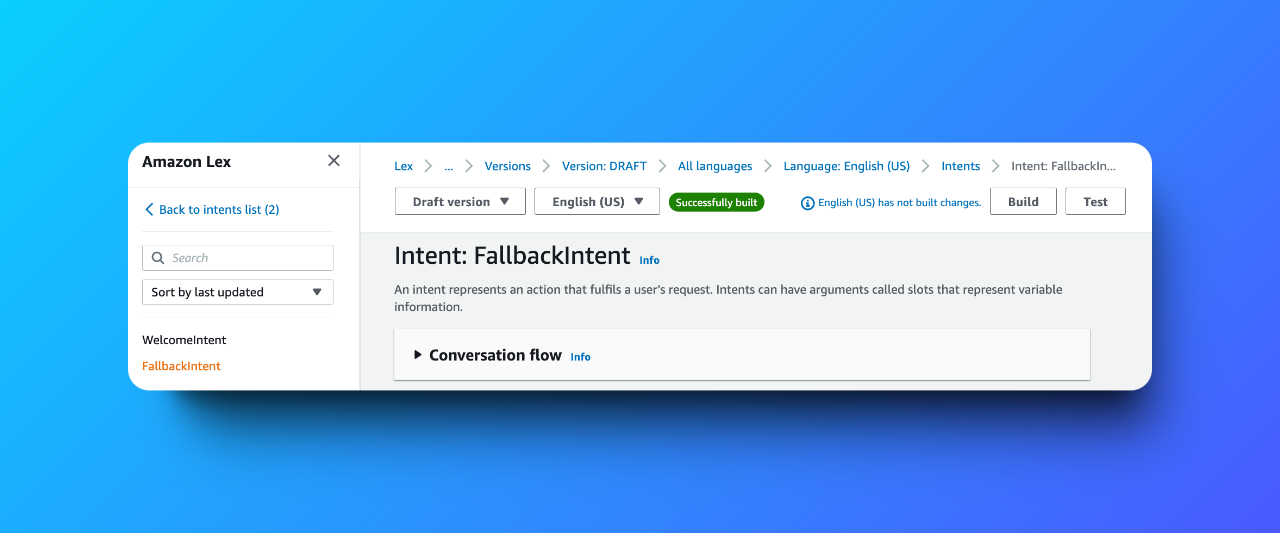 Amazon Lex
Back to intents list (2)
Search
Sort by last updated
WelcomeIntent
FallbackIntent
Lex ... Versions Version: DRAFT All languages Language: English (US) Intents Intent: FallbackIn...
Draft version English (US) Successfully built English (US) has not built changes. Build Test
Intent: FallbackIntent Info
An intent represents an action that fulfils a user's request. Intents can have arguments called slots that represent variable
information.
Conversation flow Info